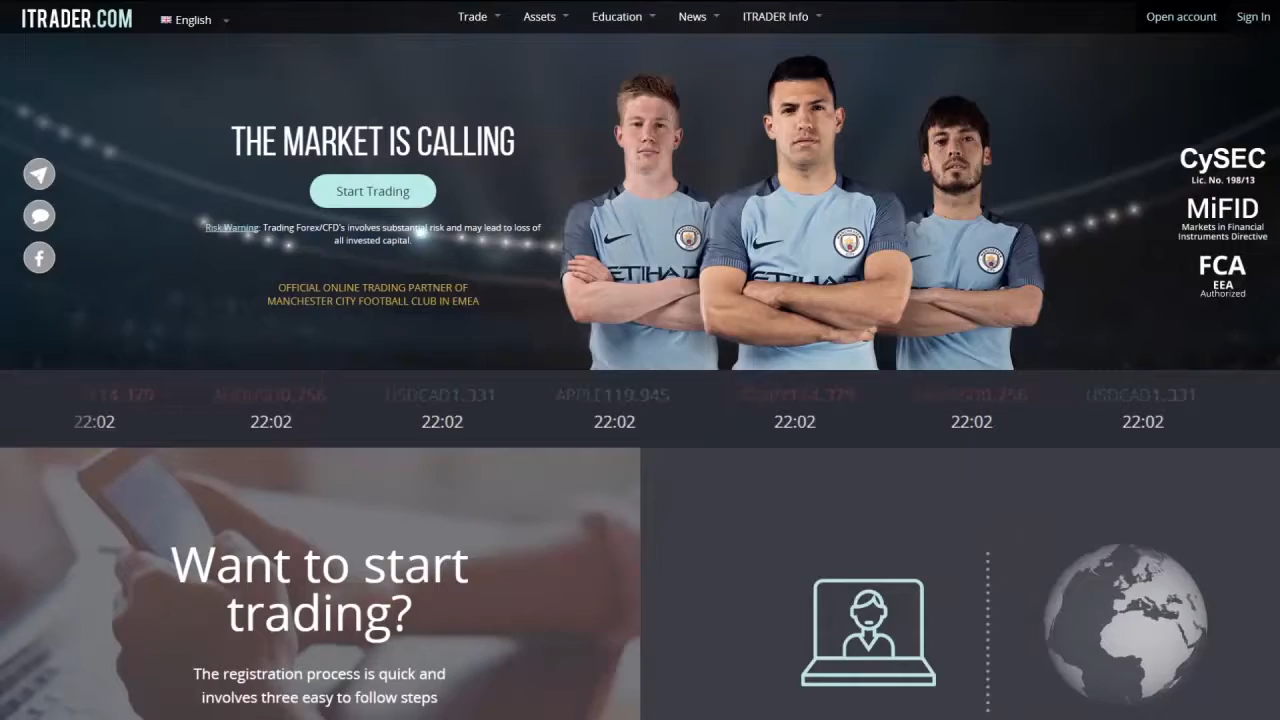 ITRADER.COM
English
Trade
Assets
Education
News
ITRADER Info
Open account
Sign In
THE MARKET IS CALLING
Start Trading
Risk Warning: Trading Forex/CFD's involves substantial risk and may lead to loss of
all invested capital.
OFFICIAL ONLINE TRADING PARTNER OF
MANCHESTER CITY FOOTBALL CLUB IN EMEA
ETIHAD
ETIHAD
CySEC
Lic. No. 198/13
MiFID
Markets in Financial
Instruments Directive
FCA
EEA
Authorized
USDCAD1.331
APPLE119.945
USDCAD1.331
22:02
22:02
22:02
22:02
22:02
22:02
22:02
Want to start
trading?
The registration process is quick and
involves three easy to follow steps